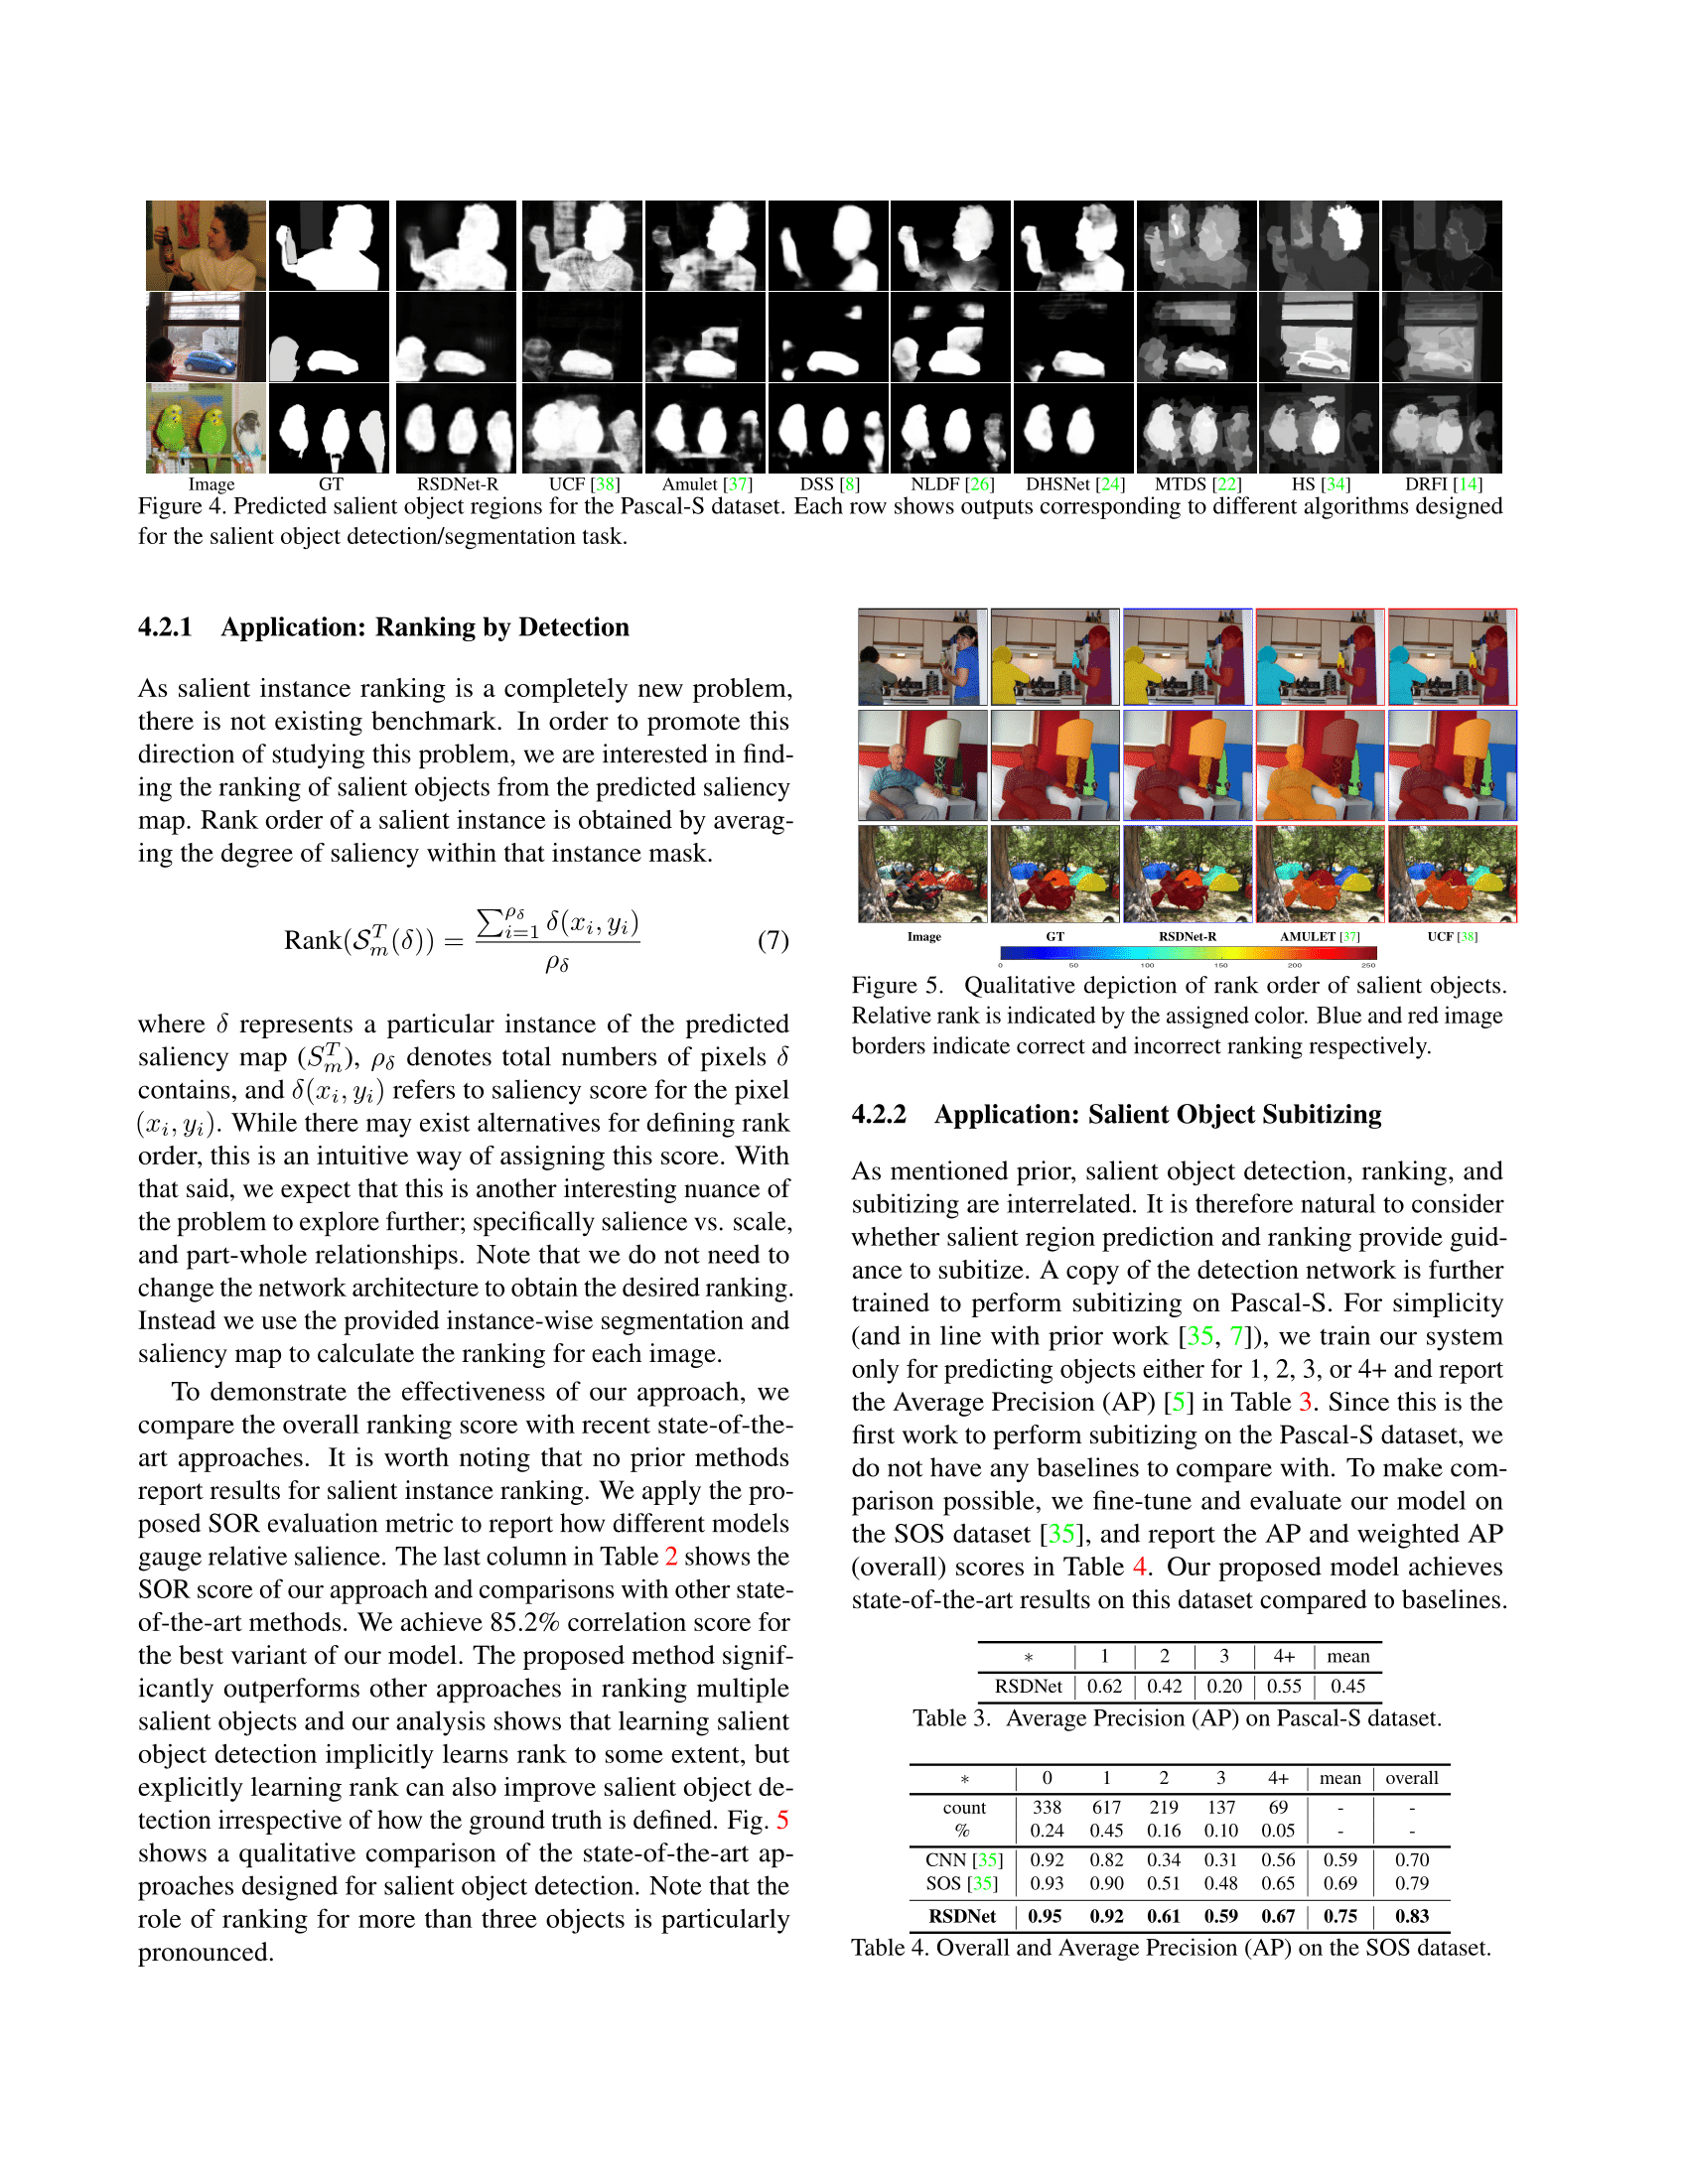 Image GT RSDNet-R UCF [38] Amulet [37] DSS [8] NLDF [26] DHSNet [24] MTDS [22] HS [34] DRFI [14]
Figure 4. Predicted salient object regions for the Pascal-S dataset. Each row shows outputs corresponding to different algorithms designed
for the salient object detection/segmentation task.
4.2.1 Application: Ranking by Detection
As salient instance ranking is a completely new problem,
there is not existing benchmark. In order to promote this
direction of studying this problem, we are interested in find-
ing the ranking of salient objects from the predicted saliency
map. Rank order of a salient instance is obtained by averag-
ing the degree of saliency within that instance mask.
Rank(𝒮ᵀₘ(δ)) = ∑_{i=1}^{ρδ} δ(xᵢ, yᵢ) / ρδ (7)
where δ represents a particular instance of the predicted
saliency map (Sᵀₘ), ρδ denotes total numbers of pixels δ
contains, and δ(xᵢ, yᵢ) refers to saliency score for the pixel
(xᵢ, yᵢ). While there may exist alternatives for defining rank
order, this is an intuitive way of assigning this score. With
that said, we expect that this is another interesting nuance of
the problem to explore further; specifically salience vs. scale,
and part-whole relationships. Note that we do not need to
change the network architecture to obtain the desired ranking.
Instead we use the provided instance-wise segmentation and
saliency map to calculate the ranking for each image.
To demonstrate the effectiveness of our approach, we
compare the overall ranking score with recent state-of-the-
art approaches. It is worth noting that no prior methods
report results for salient instance ranking. We apply the pro-
posed SOR evaluation metric to report how different models
gauge relative salience. The last column in Table 2 shows the
SOR score of our approach and comparisons with other state-
of-the-art methods. We achieve 85.2% correlation score for
the best variant of our model. The proposed method signif-
icantly outperforms other approaches in ranking multiple
salient objects and our analysis shows that learning salient
object detection implicitly learns rank to some extent, but
explicitly learning rank can also improve salient object de-
tection irrespective of how the ground truth is defined. Fig. 5
shows a qualitative comparison of the state-of-the-art ap-
proaches designed for salient object detection. Note that the
role of ranking for more than three objects is particularly
pronounced.
Image GT RSDNet-R AMULET [37] UCF [38]
0 50 100 150 200 250
Figure 5. Qualitative depiction of rank order of salient objects.
Relative rank is indicated by the assigned color. Blue and red image
borders indicate correct and incorrect ranking respectively.
4.2.2 Application: Salient Object Subitizing
As mentioned prior, salient object detection, ranking, and
subitizing are interrelated. It is therefore natural to consider
whether salient region prediction and ranking provide guid-
ance to subitize. A copy of the detection network is further
trained to perform subitizing on Pascal-S. For simplicity
(and in line with prior work [35, 7]), we train our system
only for predicting objects either for 1, 2, 3, or 4+ and report
the Average Precision (AP) [5] in Table 3. Since this is the
first work to perform subitizing on the Pascal-S dataset, we
do not have any baselines to compare with. To make com-
parison possible, we fine-tune and evaluate our model on
the SOS dataset [35], and report the AP and weighted AP
(overall) scores in Table 4. Our proposed model achieves
state-of-the-art results on this dataset compared to baselines.
* 1 2 3 4+ mean
RSDNet 0.62 0.42 0.20 0.55 0.45
Table 3. Average Precision (AP) on Pascal-S dataset.
* 0 1 2 3 4+ mean overall
count 338 617 219 137 69 - -
% 0.24 0.45 0.16 0.10 0.05 - -
CNN [35] 0.92 0.82 0.34 0.31 0.56 0.59 0.70
SOS [35] 0.93 0.90 0.51 0.48 0.65 0.69 0.79
RSDNet 0.95 0.92 0.61 0.59 0.67 0.75 0.83
Table 4. Overall and Average Precision (AP) on the SOS dataset.